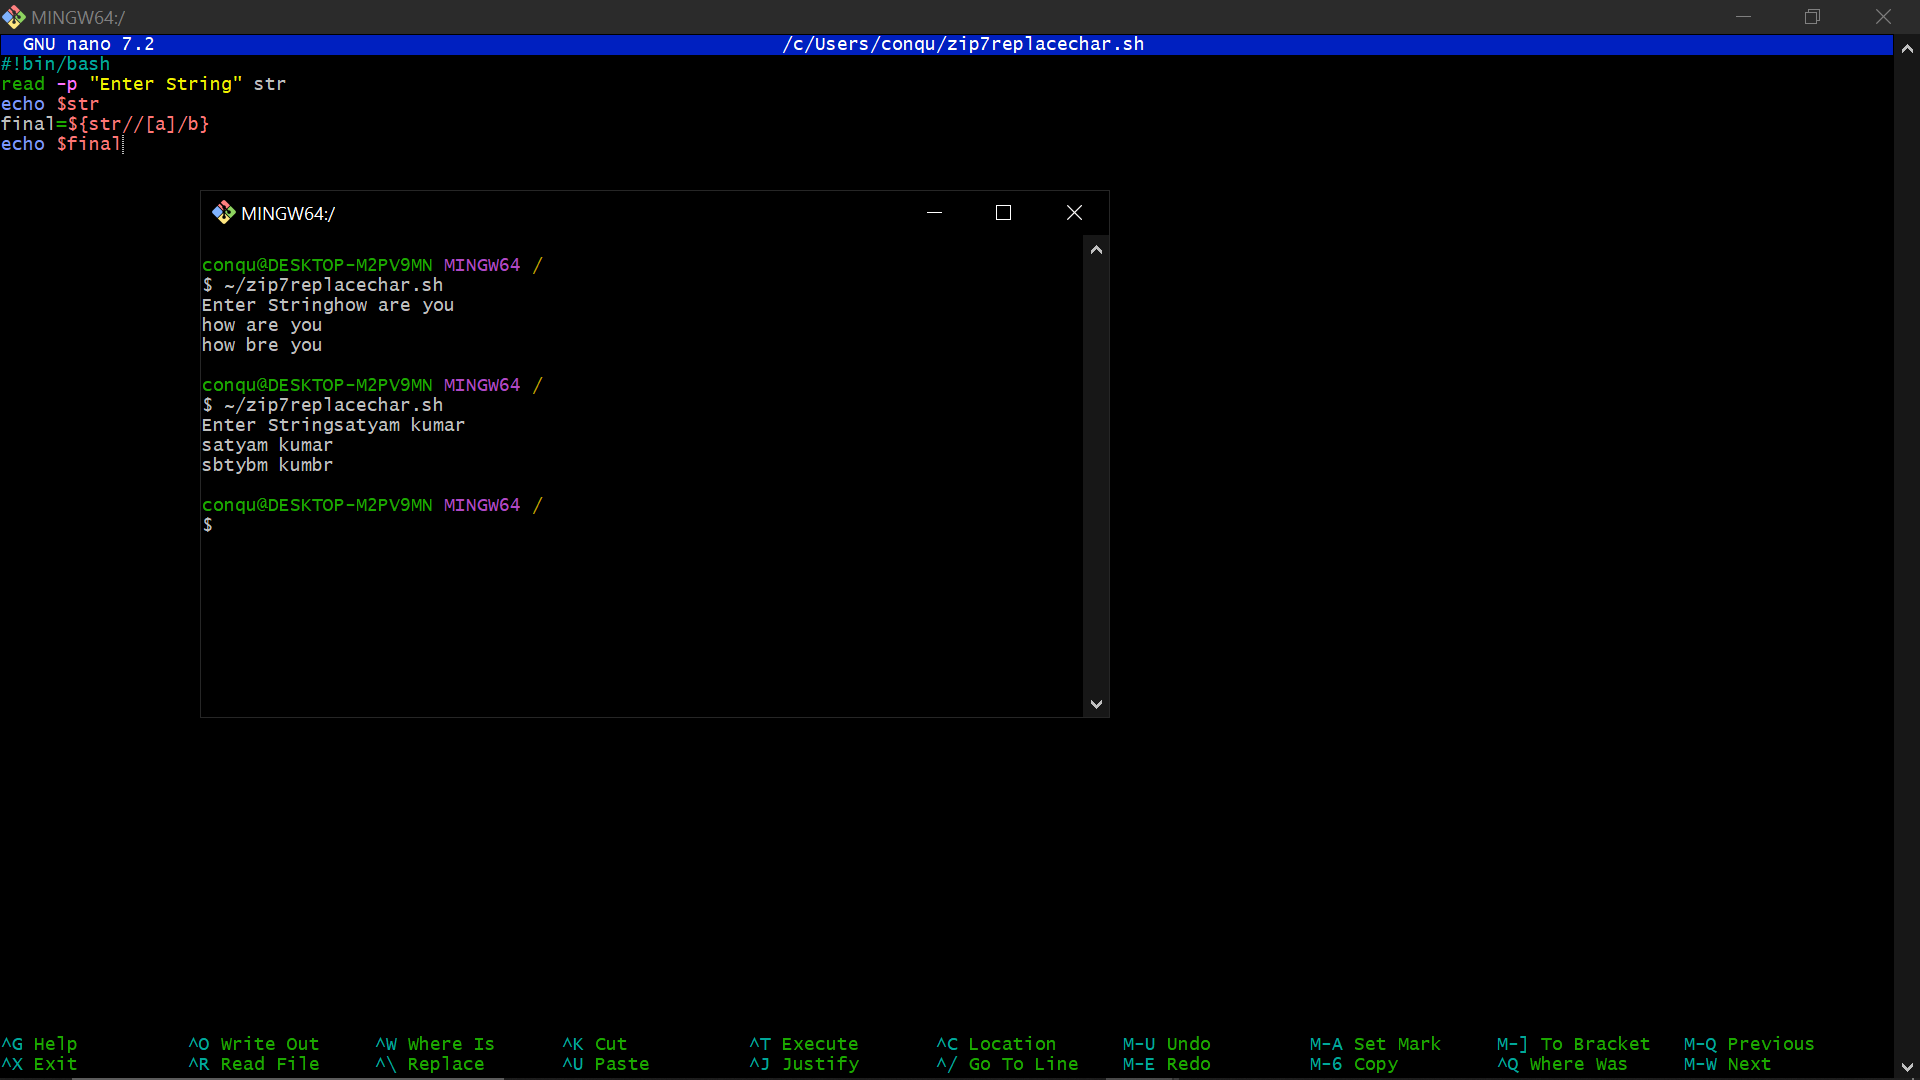 MINGW64:/
GNU nano 7.2 /c/Users/conqu/zip7replacechar.sh
#!bin/bash
read -p "Enter String" str
echo $str
final=${str//[a]/b}
echo $final
MINGW64:/
conqu@DESKTOP-M2PV9MN MINGW64 /
$ ~/zip7replacechar.sh
Enter Stringhow are you
how are you
how bre you
conqu@DESKTOP-M2PV9MN MINGW64 /
$ ~/zip7replacechar.sh
Enter Stringsatyam kumar
satyam kumar
sbtybm kumbr
conqu@DESKTOP-M2PV9MN MINGW64 /
$
^G Help ^O Write Out ^W Where Is ^K Cut ^T Execute ^C Location M-U Undo M-A Set Mark M-] To Bracket M-Q Previous
^X Exit ^R Read File ^\ Replace ^U Paste ^J Justify ^/ Go To Line M-E Redo M-6 Copy ^Q Where Was M-W Next